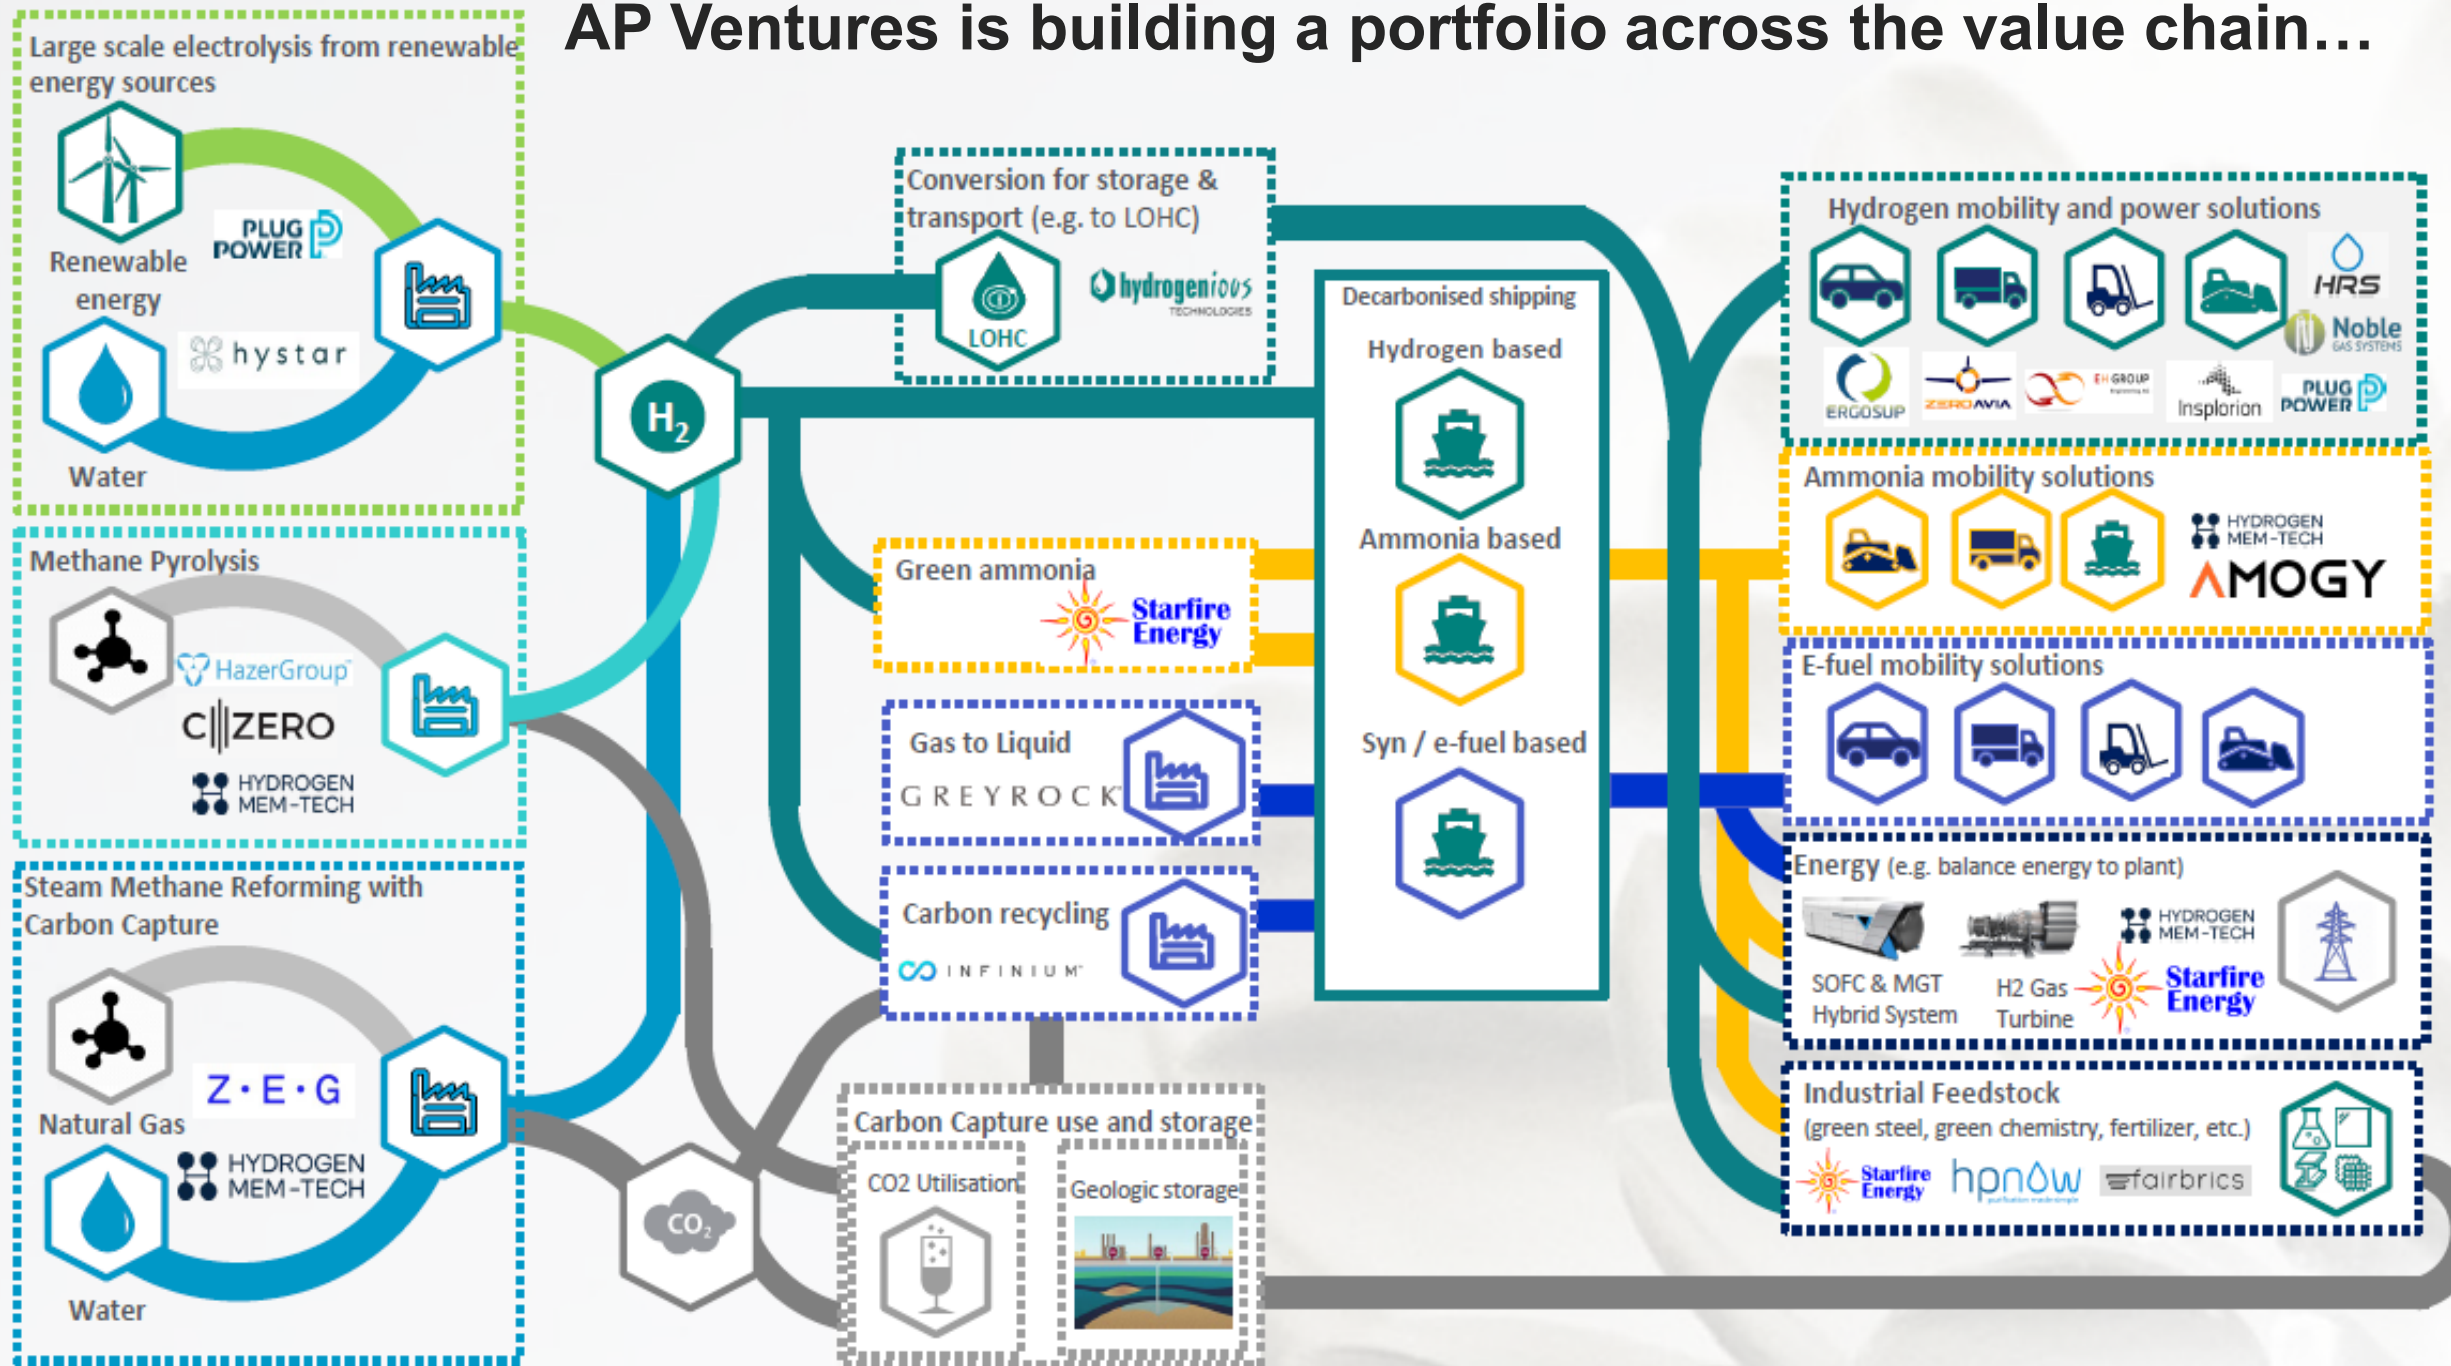 AP Ventures is building a portfolio across the value chain...
Large scale electrolysis from renewable
energy sources
PLUG
POWER
Renewable
energy
hystar
Water
Methane Pyrolysis
HazerGroup
C|||ZERO
HYDROGEN
MEM-TECH
Steam Methane Reforming with
Carbon Capture
Z·E·G
Natural Gas
HYDROGEN
MEM-TECH
Water
H2
CO2
Conversion for storage &
transport (e.g. to LOHC)
LOHC
hydrogenious
TECHNOLOGIES
Green ammonia
Starfire
Energy
Gas to Liquid
GREYROCK
Carbon recycling
INFINIUM
Carbon Capture use and storage
CO2 Utilisation
Geologic storage
Decarbonised shipping
Hydrogen based
Ammonia based
Syn / e-fuel based
Hydrogen mobility and power solutions
HRS
Noble
GAS SYSTEMS
ERGOSUP
ZEROAVIA
EH GROUP
Insplorion
PLUG
POWER
Ammonia mobility solutions
HYDROGEN
MEM-TECH
AMOGY
E-fuel mobility solutions
Energy (e.g. balance energy to plant)
HYDROGEN
MEM-TECH
SOFC & MGT
Hybrid System
H2 Gas
Turbine
Starfire
Energy
Industrial Feedstock
(green steel, green chemistry, fertilizer, etc.)
Starfire
Energy
hpnow
fairbrics